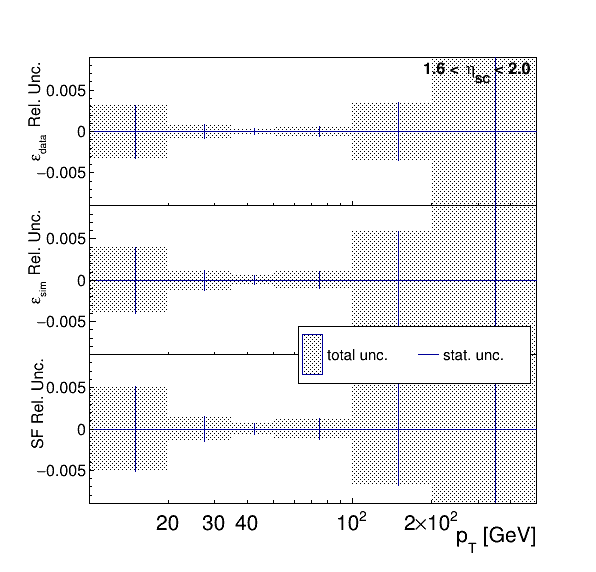 1.6 < η_SC < 2.0
ε_data Rel. Unc.
0.005
0
−0.005
ε_sim Rel. Unc.
0.005
0
−0.005
total unc.
stat. unc.
SF Rel. Unc.
0.005
0
−0.005
20 30 40 10² 2×10²
p_T [GeV]